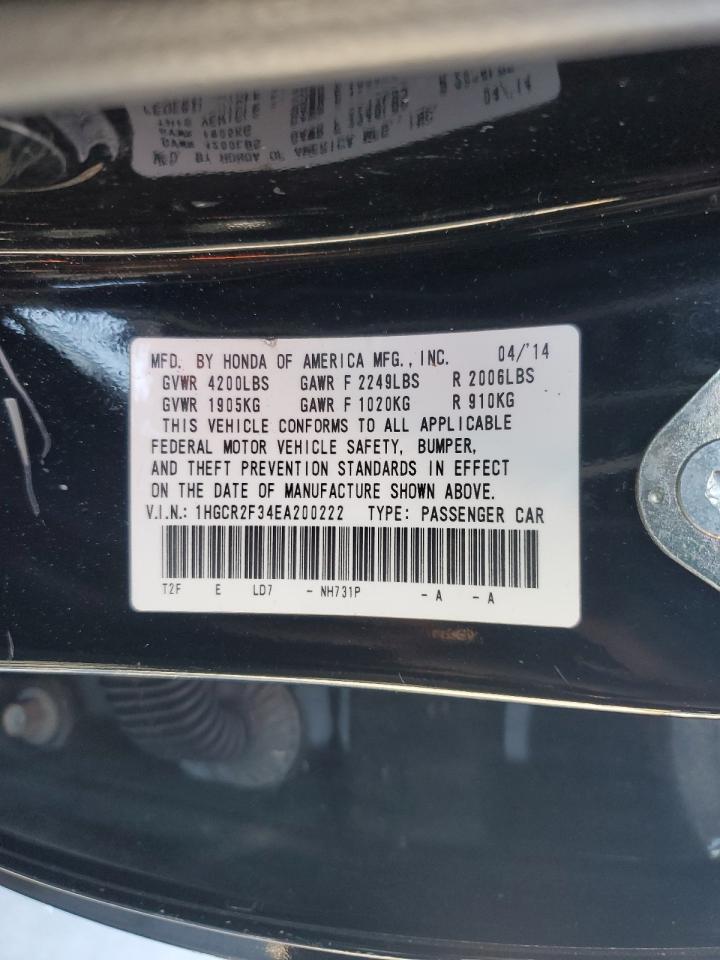 MFD. BY HONDA OF AMERICA MFG., INC. 04/'14
GVWR 4200LBS GAWR F 2249LBS R 2006LBS
GVWR 1905KG GAWR F 1020KG R 910KG
THIS VEHICLE CONFORMS TO ALL APPLICABLE
FEDERAL MOTOR VEHICLE SAFETY, BUMPER,
AND THEFT PREVENTION STANDARDS IN EFFECT
ON THE DATE OF MANUFACTURE SHOWN ABOVE.
V.I.N.: 1HGCR2F34EA200222 TYPE: PASSENGER CAR
T2F E LD7 - NH731P - A - A